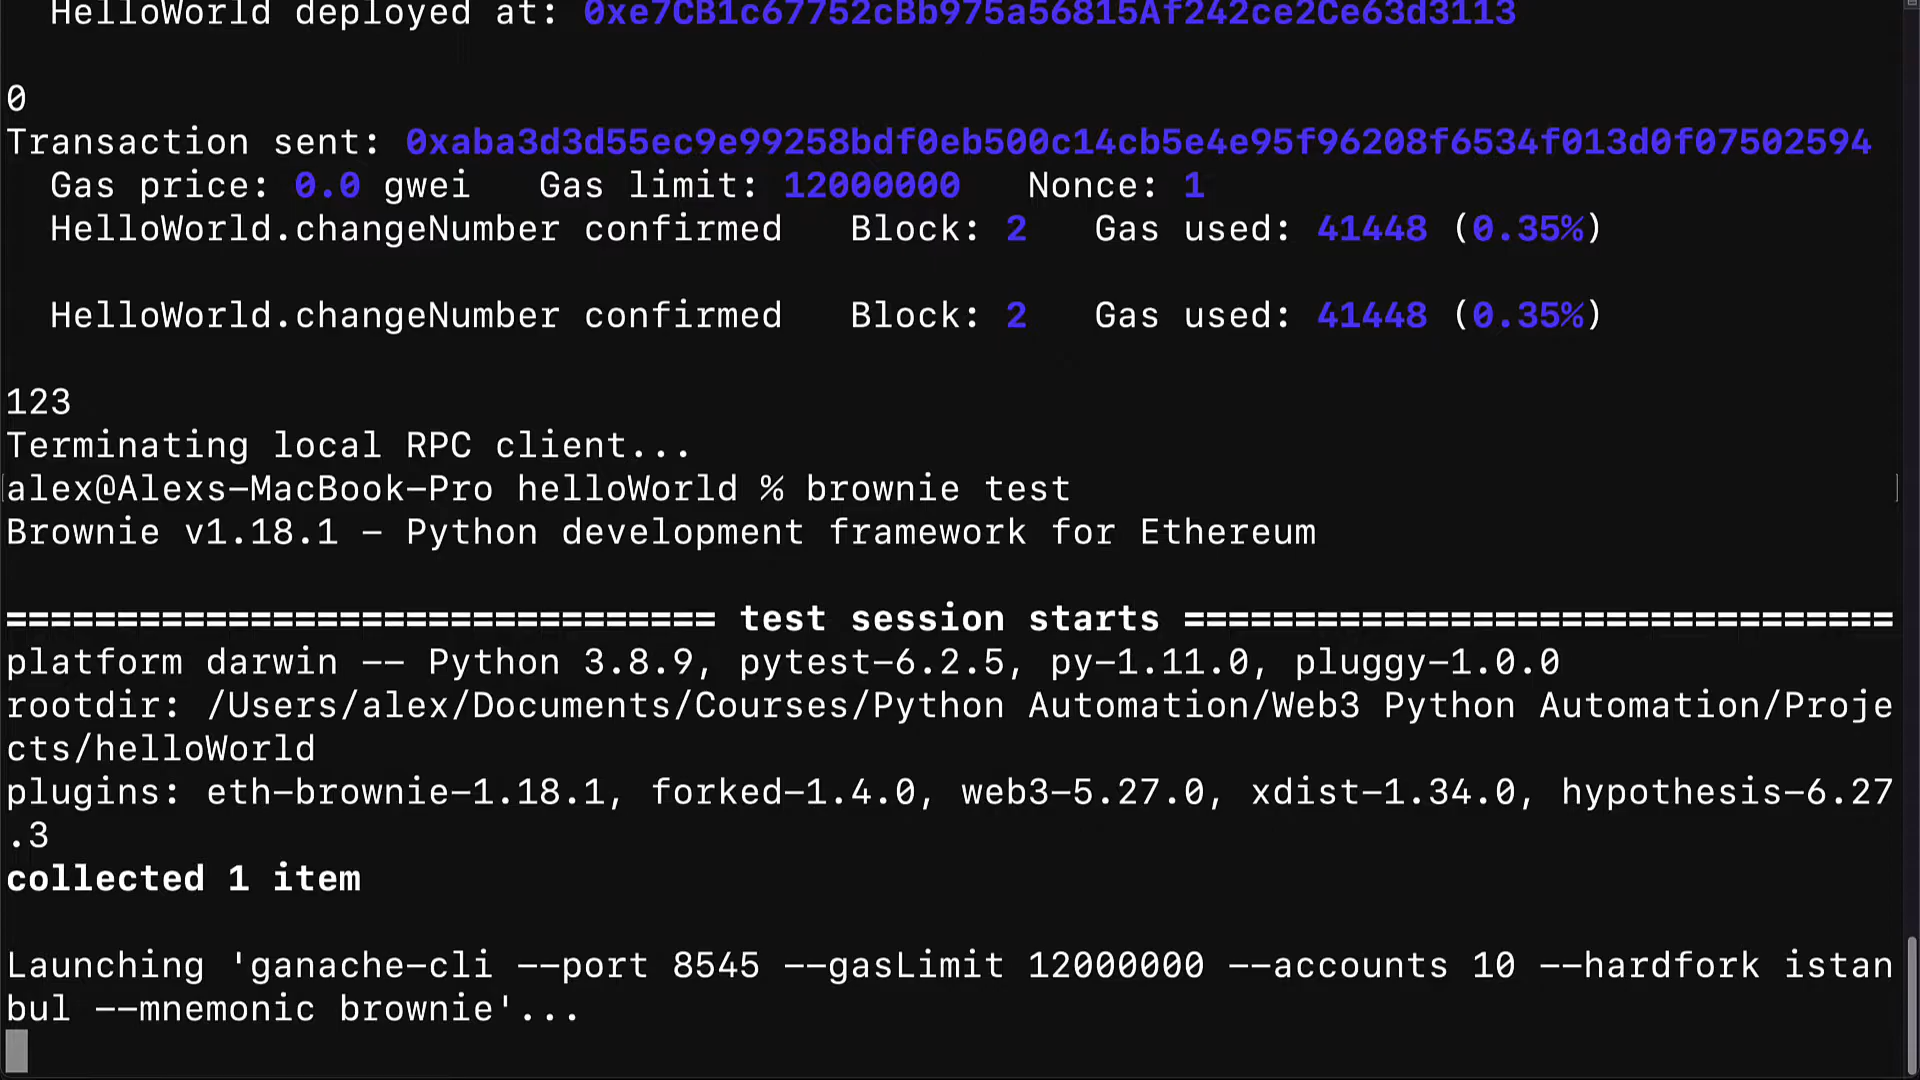 HelloWorld deployed at: 0xe7CB1c67752cBb975a56815Af242ce2Ce63d3113
0
Transaction sent: 0xaba3d3d55ec9e99258bdf0eb500c14cb5e4e95f96208f6534f013d0f07502594
Gas price: 0.0 gwei   Gas limit: 12000000   Nonce: 1
HelloWorld.changeNumber confirmed   Block: 2   Gas used: 41448 (0.35%)
HelloWorld.changeNumber confirmed   Block: 2   Gas used: 41448 (0.35%)
123
Terminating local RPC client...
alex@Alexs-MacBook-Pro helloWorld % brownie test
Brownie v1.18.1 - Python development framework for Ethereum
================================ test session starts ================================
platform darwin -- Python 3.8.9, pytest-6.2.5, py-1.11.0, pluggy-1.0.0
rootdir: /Users/alex/Documents/Courses/Python Automation/Web3 Python Automation/Proje
cts/helloWorld
plugins: eth-brownie-1.18.1, forked-1.4.0, web3-5.27.0, xdist-1.34.0, hypothesis-6.27
.3
collected 1 item
Launching 'ganache-cli --port 8545 --gasLimit 12000000 --accounts 10 --hardfork istan
bul --mnemonic brownie'...